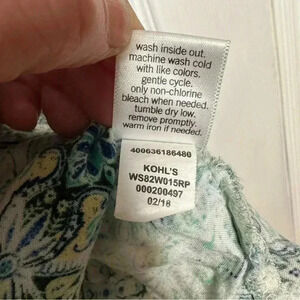 wash inside out.
machine wash cold
with like colors.
gentle cycle.
only non-chlorine
bleach when needed.
tumble dry low.
remove promptly.
warm iron if needed.
400636186480
KOHL'S
WS82W015RP
000200497
02/18